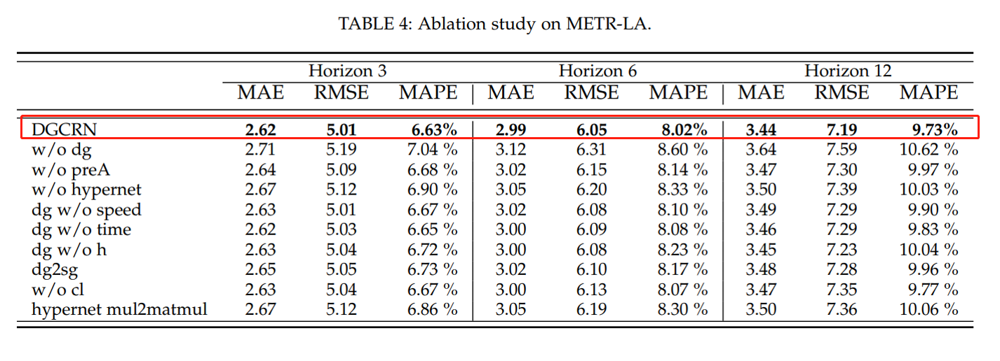 TABLE 4: Ablation study on METR-LA.
Horizon 3 Horizon 6 Horizon 12
MAE RMSE MAPE MAE RMSE MAPE MAE RMSE MAPE
DGCRN 2.62 5.01 6.63% 2.99 6.05 8.02% 3.44 7.19 9.73%
w/o dg 2.71 5.19 7.04 % 3.12 6.31 8.60 % 3.64 7.59 10.62 %
w/o preA 2.64 5.09 6.68 % 3.02 6.15 8.14 % 3.47 7.30 9.97 %
w/o hypernet 2.67 5.12 6.90 % 3.05 6.20 8.33 % 3.50 7.39 10.03 %
dg w/o speed 2.63 5.01 6.67 % 3.02 6.08 8.10 % 3.49 7.29 9.90 %
dg w/o time 2.62 5.03 6.65 % 3.00 6.09 8.08 % 3.46 7.29 9.83 %
dg w/o h 2.63 5.04 6.72 % 3.00 6.08 8.23 % 3.45 7.23 10.04 %
dg2sg 2.65 5.05 6.73 % 3.02 6.10 8.17 % 3.48 7.28 9.96 %
w/o cl 2.63 5.04 6.67 % 3.00 6.13 8.07 % 3.47 7.35 9.77 %
hypernet mul2matmul 2.67 5.12 6.86 % 3.05 6.19 8.30 % 3.50 7.36 10.06 %